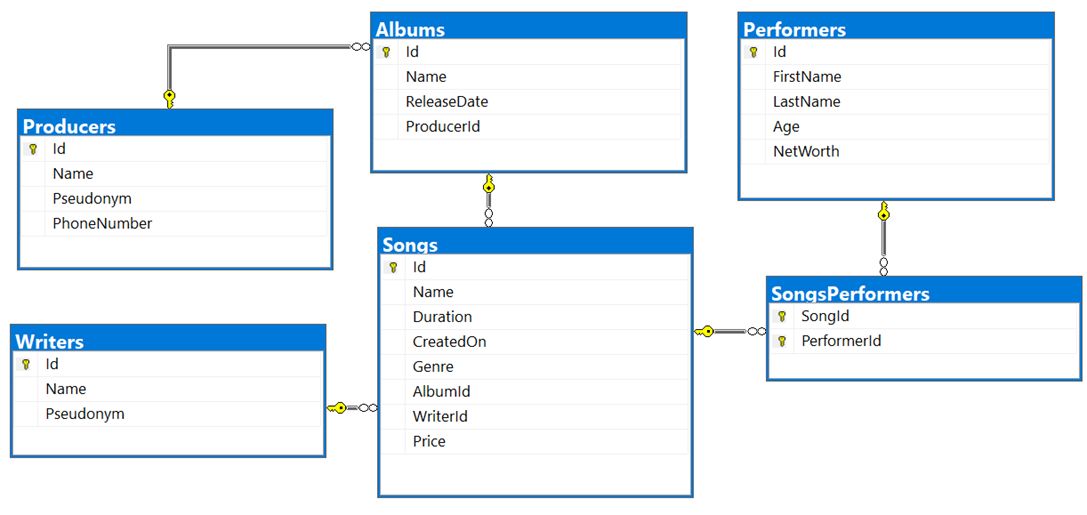 Albums
Id
Name
ReleaseDate
ProducerId
Performers
Id
FirstName
LastName
Age
NetWorth
Producers
Id
Name
Pseudonym
PhoneNumber
Songs
Id
Name
Duration
CreatedOn
Genre
AlbumId
WriterId
Price
SongsPerformers
SongId
PerformerId
Writers
Id
Name
Pseudonym